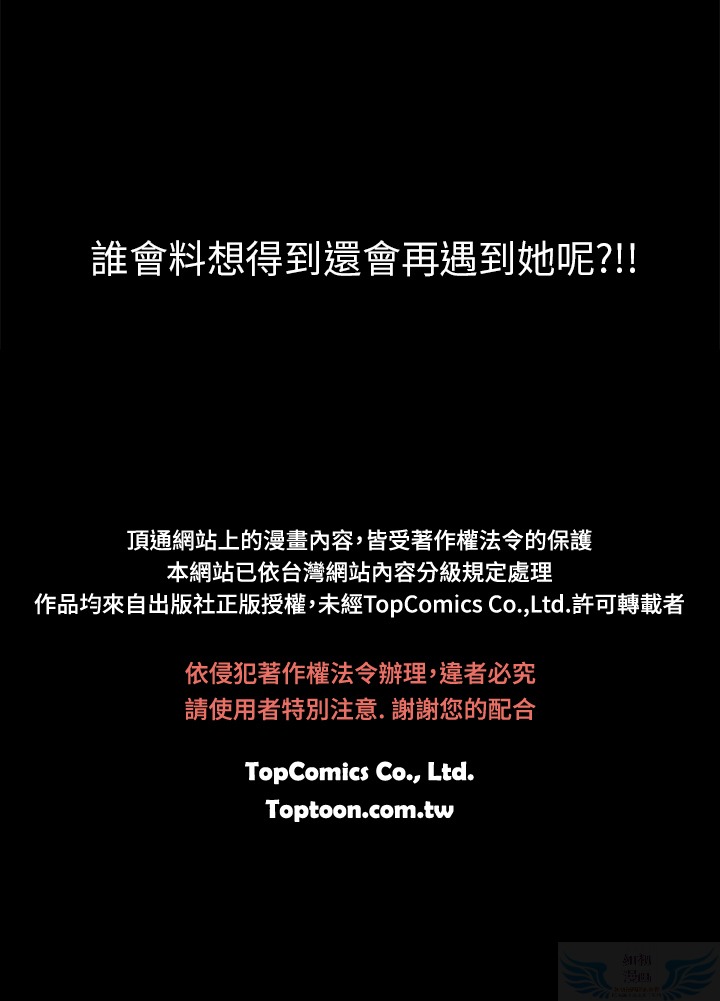 誰會料想得到還會再遇到她呢?!!
頂通網站上的漫畫內容，皆受著作權法令的保護
本網站已依台灣網站內容分級規定處理
作品均來自出版社正版授權，未經TopComics Co.,Ltd.許可轉載者
依侵犯著作權法令辦理，違者必究
請使用者特別注意. 謝謝您的配合
TopComics Co., Ltd.
Toptoon.com.tw